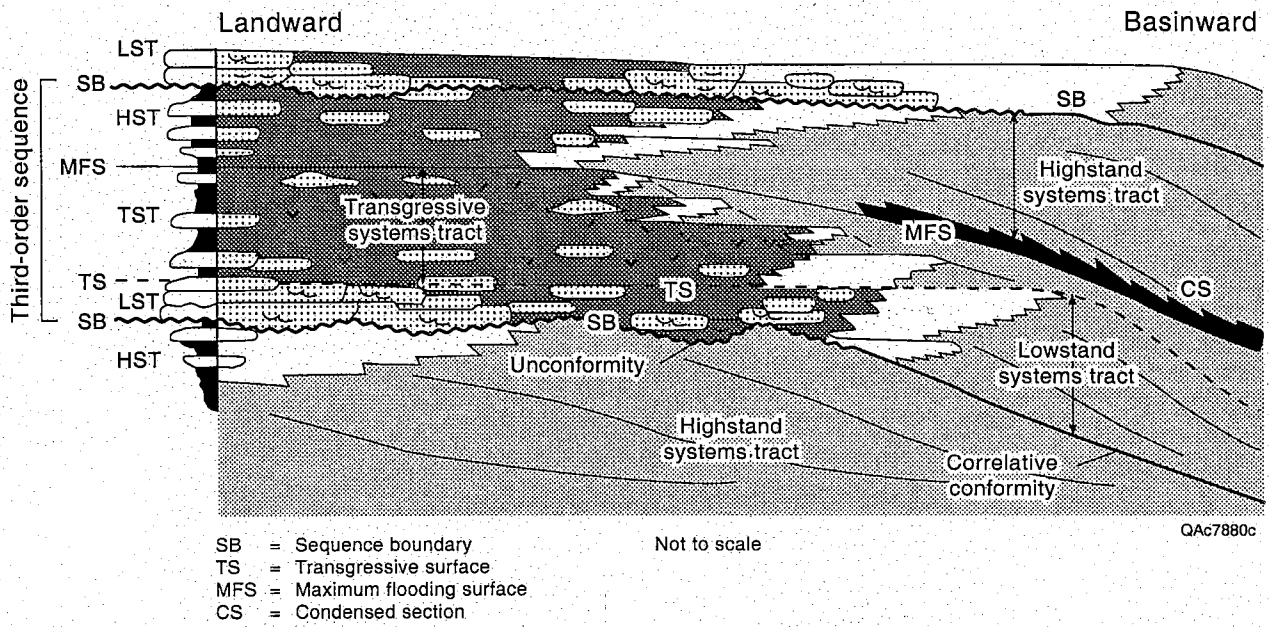 Landward
Basinward
LST
SB
HST
MFS
TST
TS
LST
SB
HST
Third-order sequence
SB
Highstand
systems tract
Transgressive
systems tract
MFS
CS
TS
SB
Unconformity
Lowstand
systems tract
Highstand
systems tract
Correlative
conformity
QAc7880c
SB = Sequence boundary
Not to scale
TS = Transgressive surface
MFS = Maximum flooding surface
CS = Condensed section